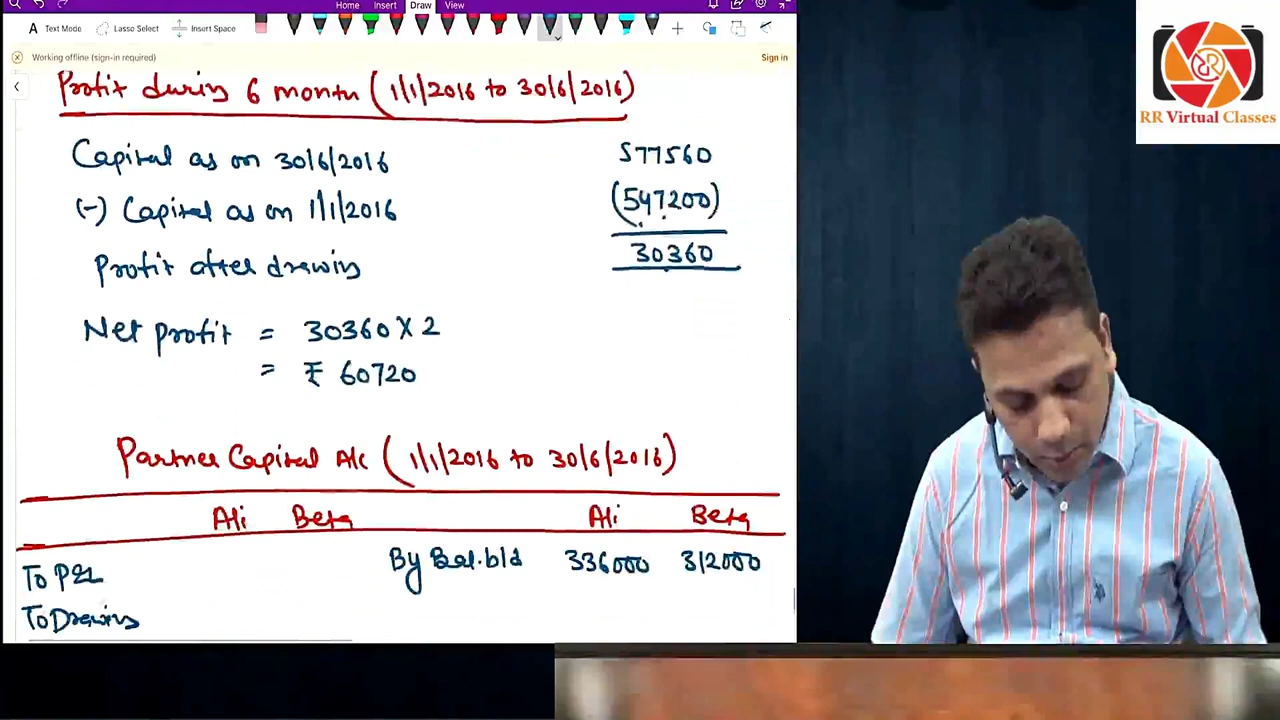 Home Insert Draw View
Text Mode Lasso Select Insert Space
Working offline (sign-in required) Sign in
Profit during 6 month (1/1/2016 to 30/6/2016)
Capital as on 30/6/2016 577560
(-) Capital as on 1/1/2016 (547200)
Profit after drawing 30360
Net profit = 30360 X 2
= ₹ 60720
Partner Capital A/c (1/1/2016 to 30/6/2016)
Ali Beta Ali Beta
To P&L By Bal. b/d 336000 312000
To Drawing
RR
RR Virtual Classes